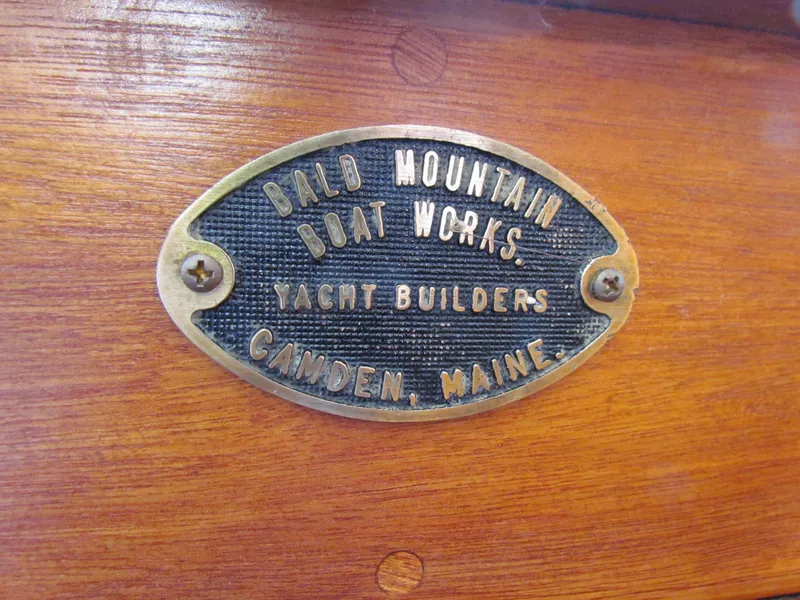 BALD MOUNTAIN
BOAT WORKS.
YACHT BUILDERS
CAMDEN, MAINE.